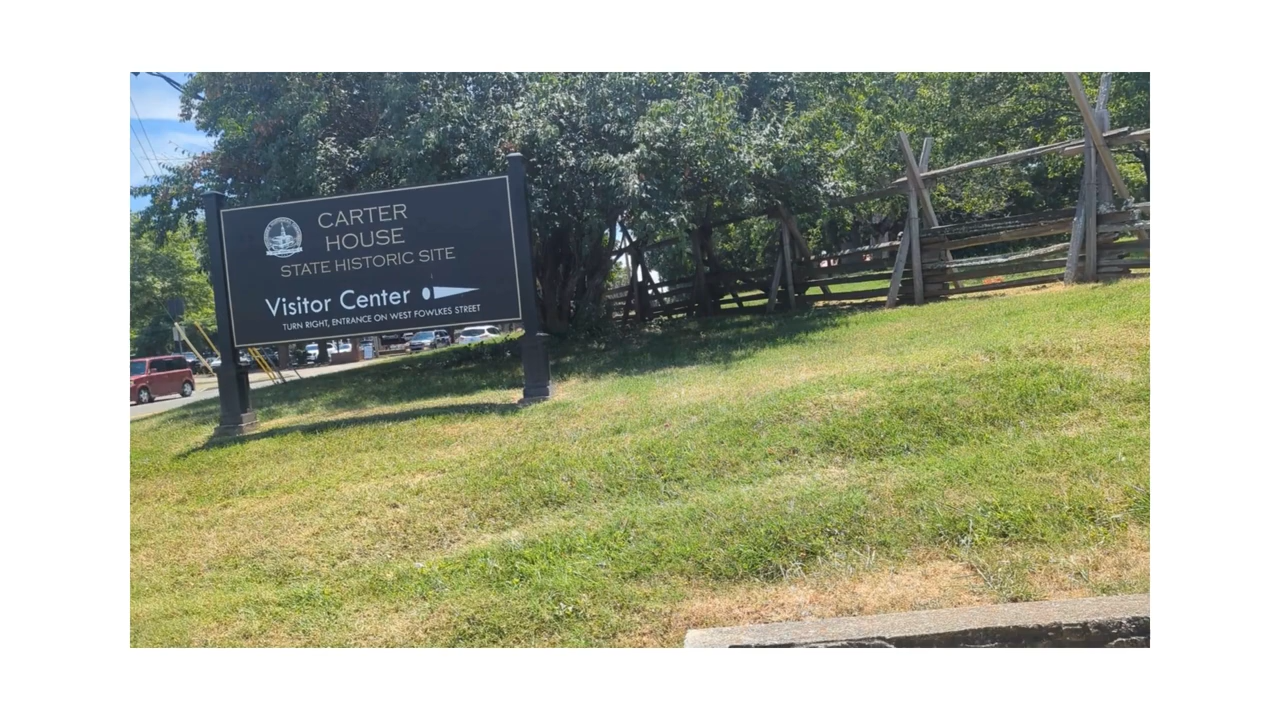 CARTER
HOUSE
STATE HISTORIC SITE
Visitor Center
TURN RIGHT, ENTRANCE ON WEST FOWLKES STREET